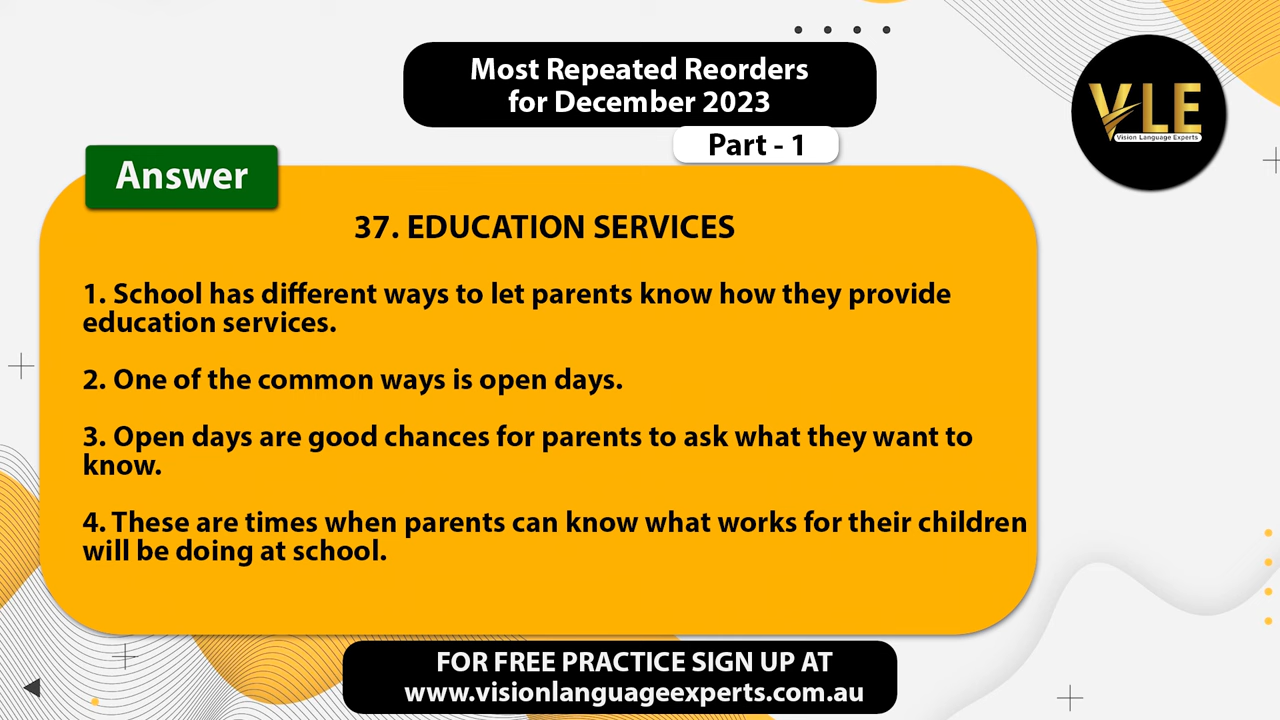 Most Repeated Reorders
for December 2023
Part - 1
VLE
Vision Language Experts
Answer
37. EDUCATION SERVICES
1. School has different ways to let parents know how they provide
education services.
2. One of the common ways is open days.
3. Open days are good chances for parents to ask what they want to
know.
4. These are times when parents can know what works for their children
will be doing at school.
FOR FREE PRACTICE SIGN UP AT
www.visionlanguageexperts.com.au